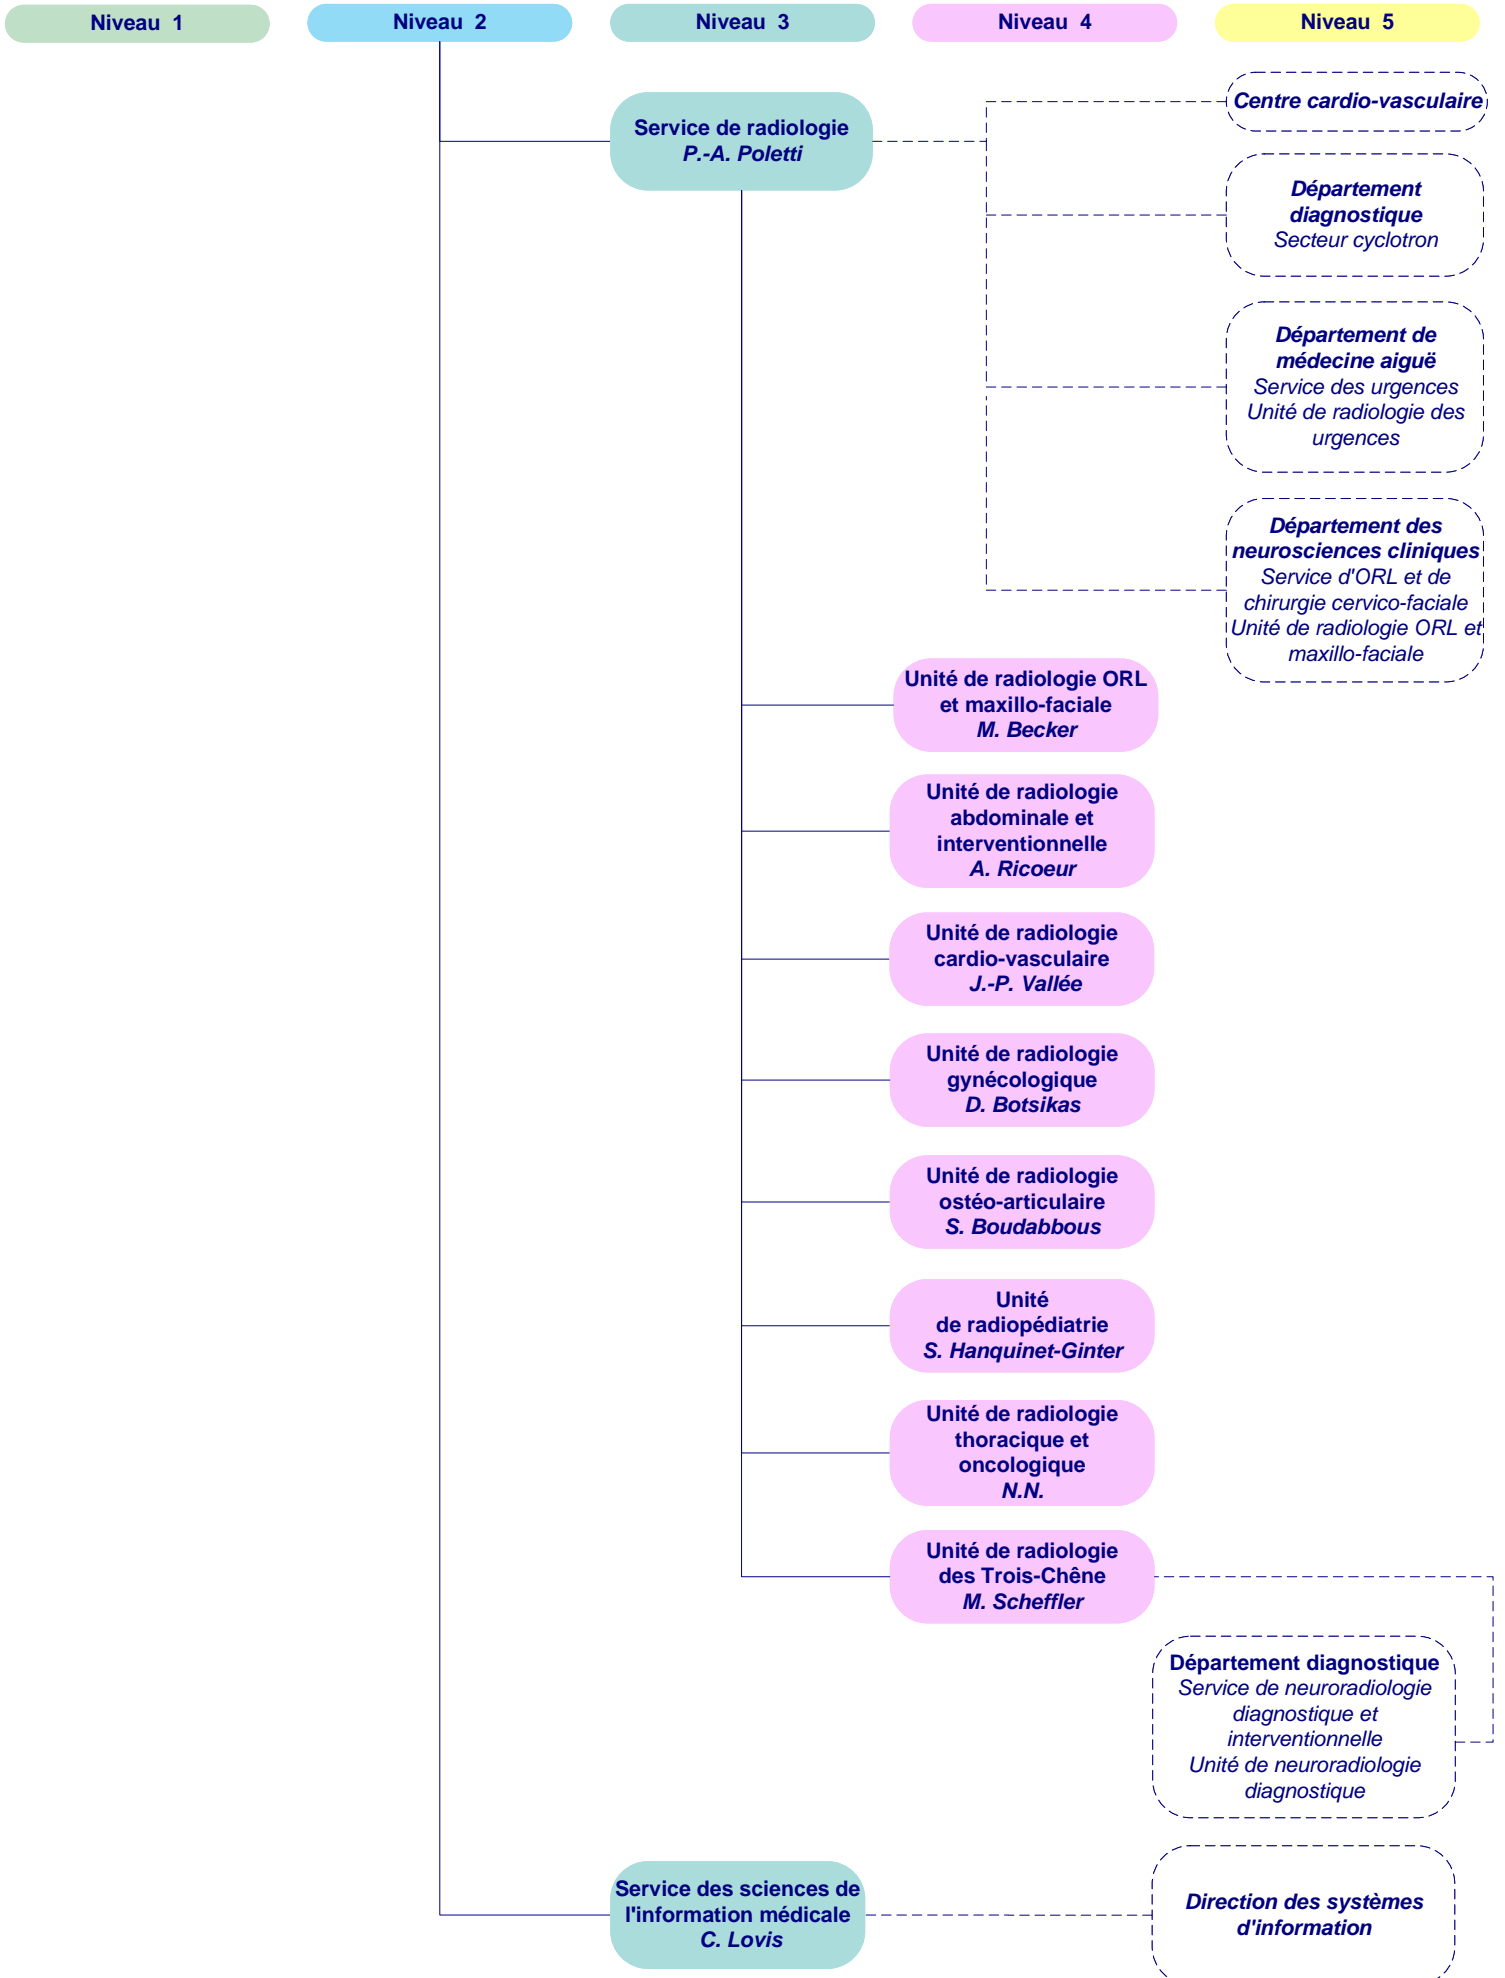 Niveau  1
Niveau  2
Niveau  3
Niveau  4
Niveau  5
Service de radiologie
P.-A. Poletti
Centre cardio-vasculaire
Département
diagnostique
Secteur cyclotron
Département de
médecine aiguë
Service des urgences
Unité de radiologie des
urgences
Département des
neurosciences cliniques
Service d'ORL et de
chirurgie cervico-faciale
Unité de radiologie ORL et
maxillo-faciale
Unité de radiologie ORL
et maxillo-faciale
M. Becker
Unité de radiologie
abdominale et
interventionnelle
A. Ricoeur
Unité de radiologie
cardio-vasculaire
J.-P. Vallée
Unité de radiologie
gynécologique
D. Botsikas
Unité de radiologie
ostéo-articulaire
S. Boudabbous
Unité
de radiopédiatrie
S. Hanquinet-Ginter
Unité de radiologie
thoracique et
oncologique
N.N.
Unité de radiologie
des Trois-Chêne
M. Scheffler
Département diagnostique
Service de neuroradiologie
diagnostique et
interventionnelle
Unité de neuroradiologie
diagnostique
Service des sciences de
l'information médicale
C. Lovis
Direction des systèmes
d'information